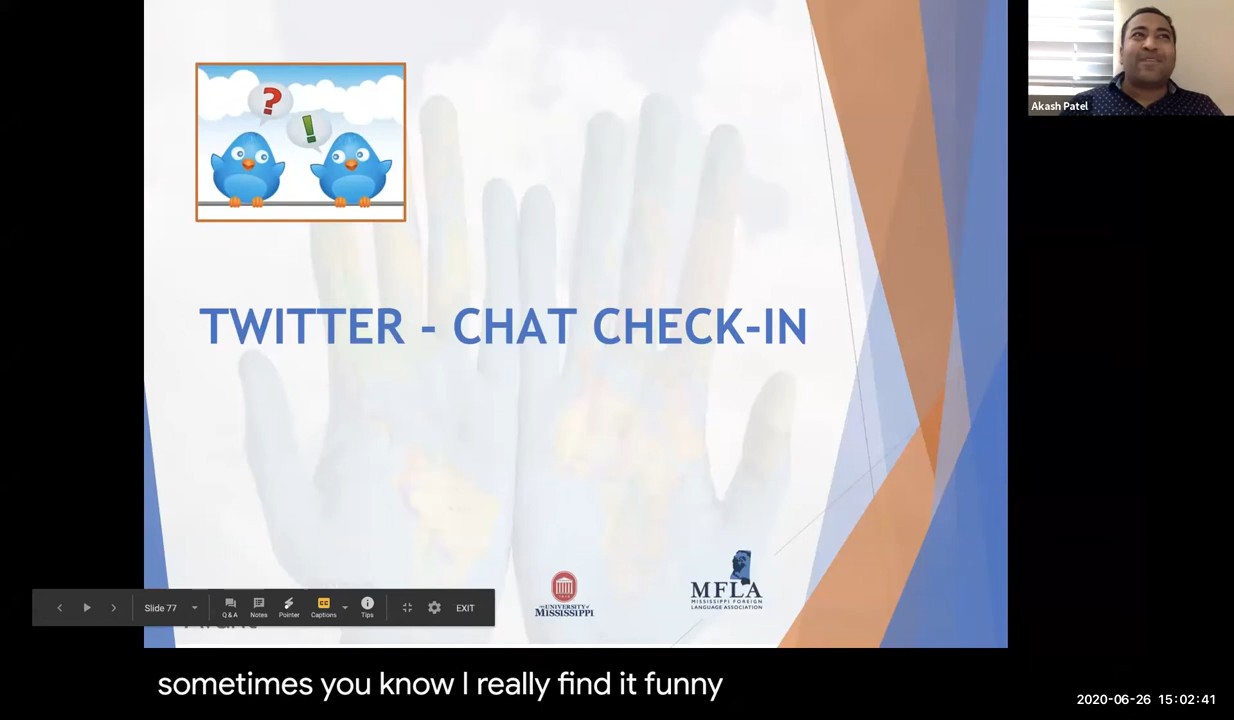 ?
!
Akash Patel
TWITTER - CHAT CHECK-IN
THE UNIVERSITY OF
MISSISSIPPI
MFLA
MISSISSIPPI FOREIGN
LANGUAGE ASSOCIATION
Slide 77
Q&A
Notes
Pointer
CC
Captions
Tips
EXIT
sometimes you know I really find it funny
2020-06-26 15:02:41